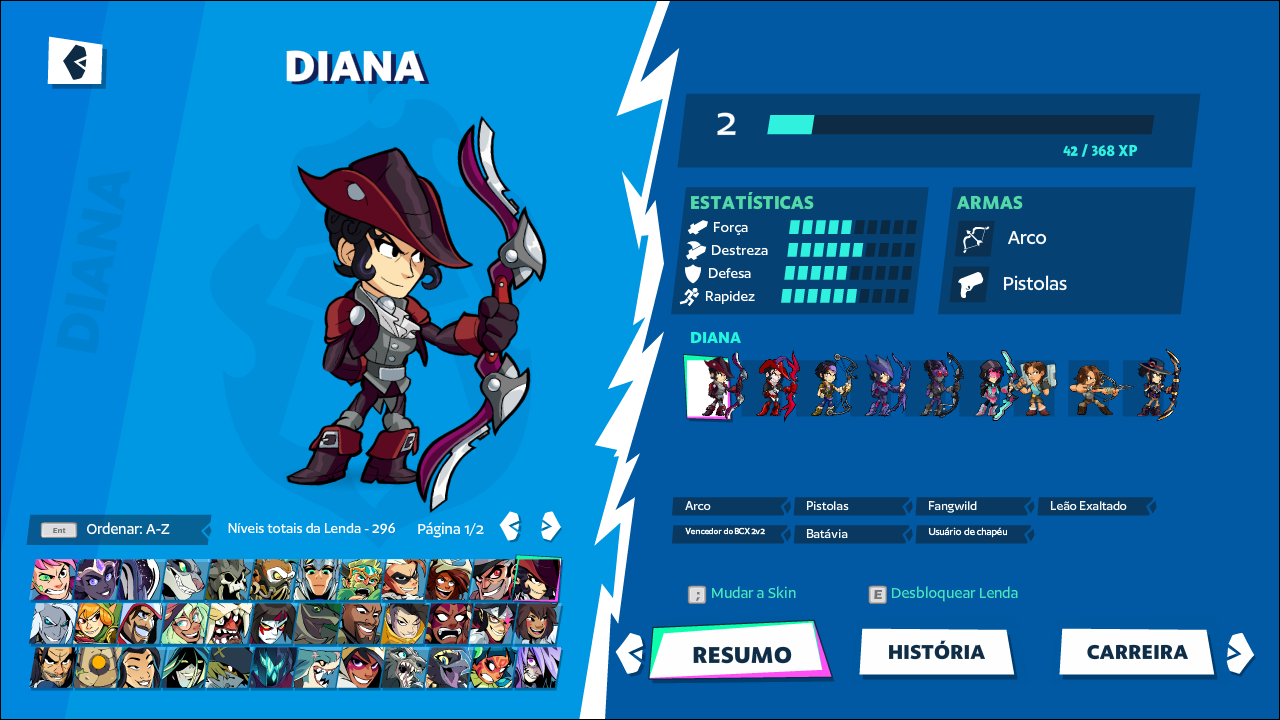 DIANA
DIANA
2
42 / 368 XP
ESTATÍSTICAS
Força
Destreza
Defesa
Rapidez
ARMAS
Arco
Pistolas
DIANA
Arco
Pistolas
Fangwild
Leão Exaltado
Vencedor do BCX 2v2
Batávia
Usuário de chapéu
Ent
Ordenar: A-Z
Níveis totais da Lenda - 296
Página 1/2
; Mudar a Skin
E Desbloquear Lenda
RESUMO
HISTÓRIA
CARREIRA